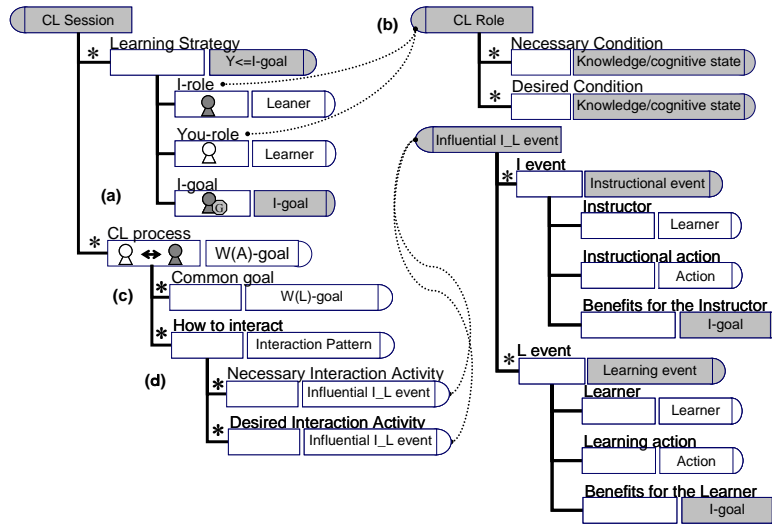 CL Session
*
Learning Strategy
Y<=I-goal
I-role
Leaner
You-role
Learner
(a)
I-goal
G
I-goal
*
CL process
W(A)-goal
(c)
*
Common goal
W(L)-goal
*
How to interact
Interaction Pattern
(d)
*
Necessary Interaction Activity
Influential I_L event
*
Desired Interaction Activity
Influential I_L event
(b)
CL Role
*
Necessary Condition
Knowledge/cognitive state
*
Desired Condition
Knowledge/cognitive state
Influential I_L event
*
I event
Instructional event
Instructor
Learner
Instructional action
Action
Benefits for the Instructor
I-goal
*
L event
Learning event
Learner
Learner
Learning action
Action
Benefits for the Learner
I-goal